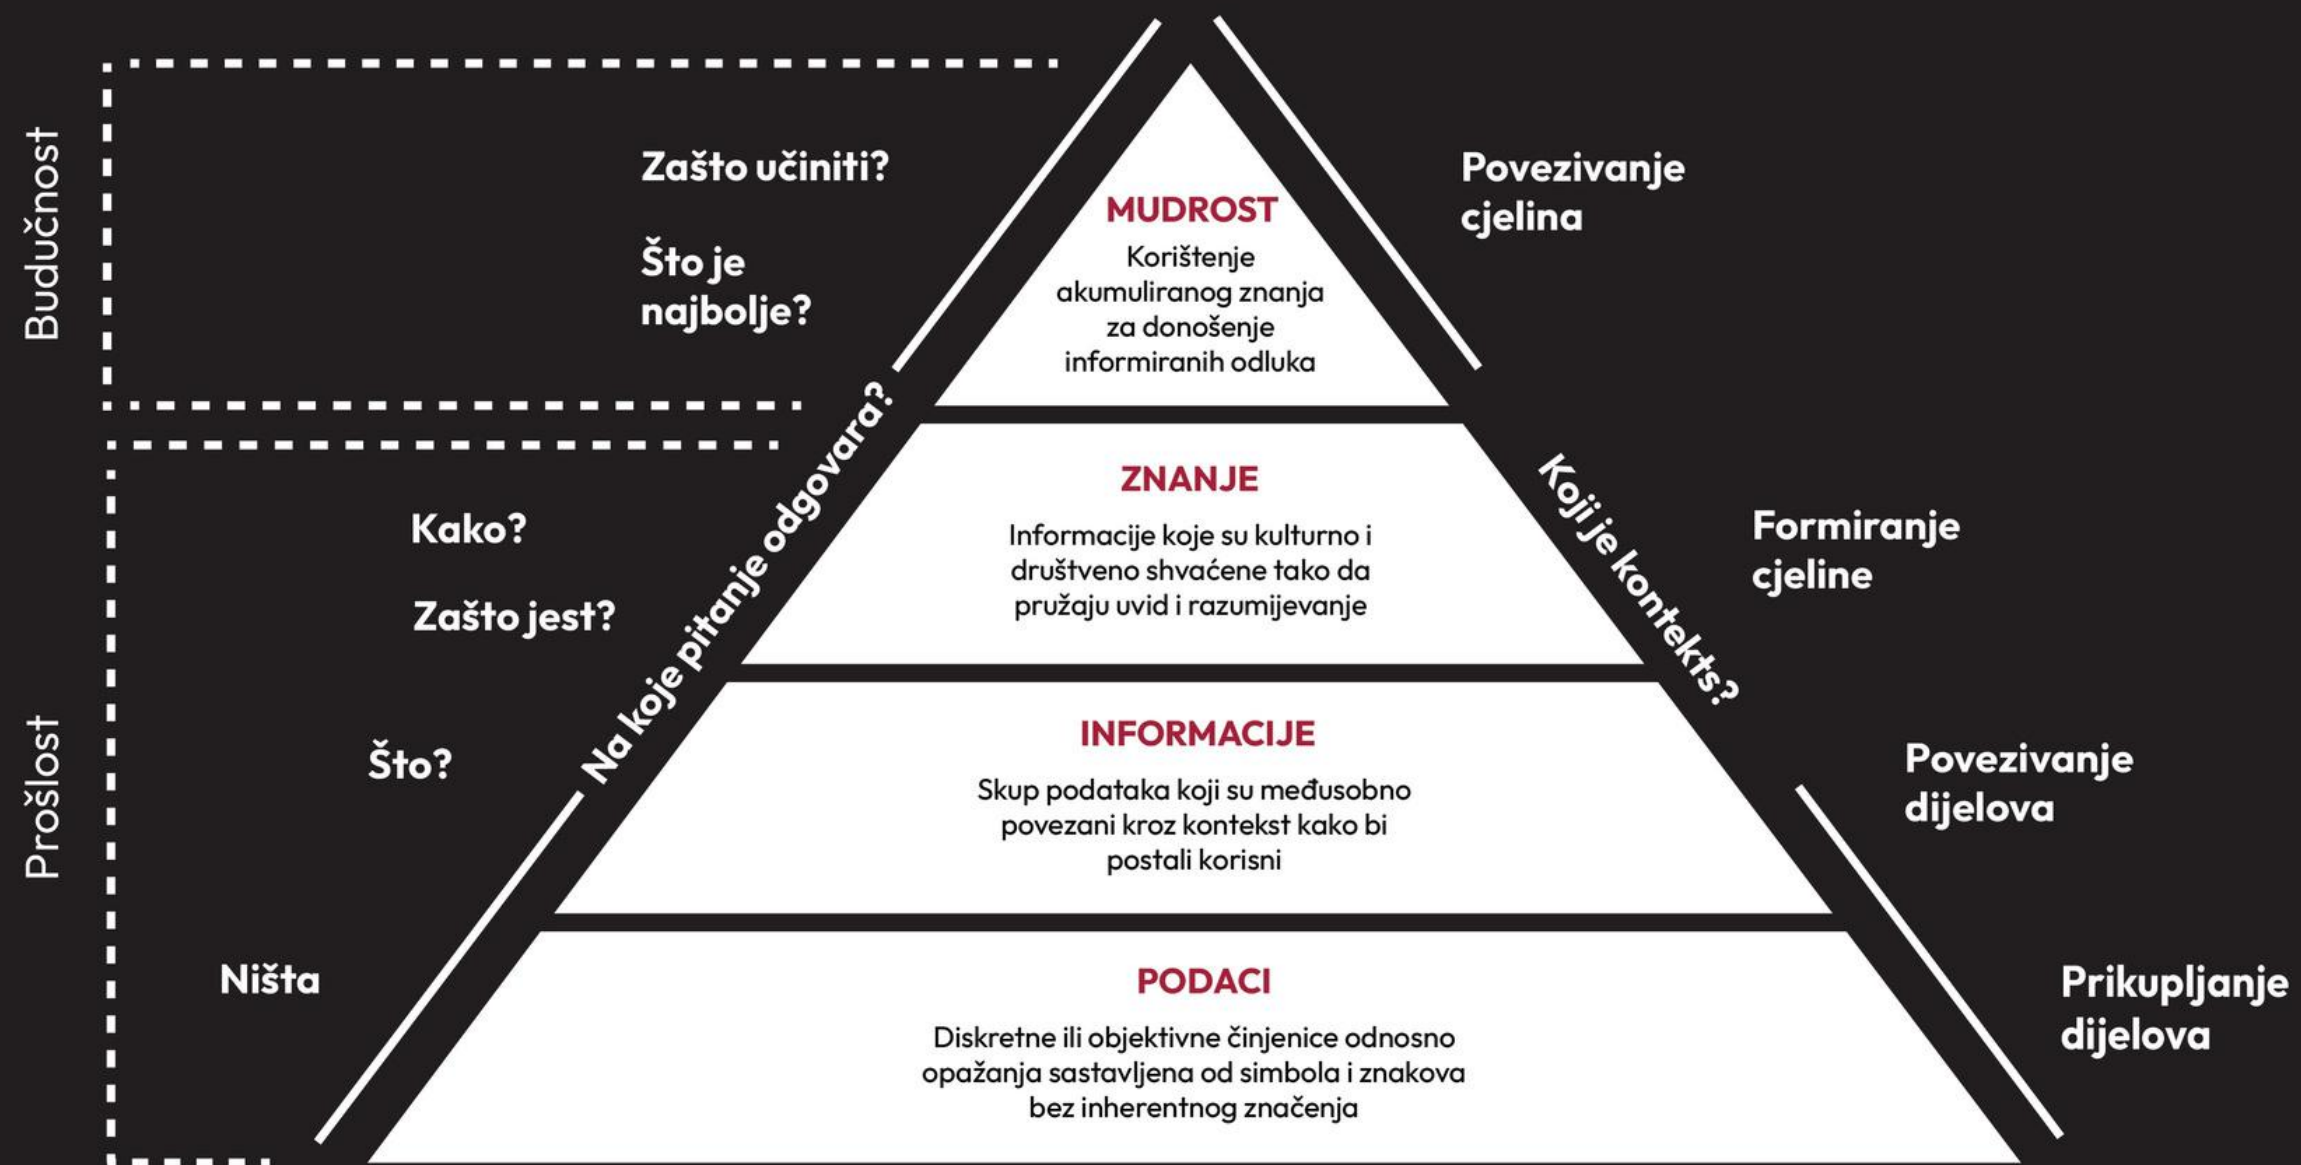 Budučnost
Zašto učiniti?
Što je
najbolje?
MUDROST
Korištenje
akumuliranog znanja
za donošenje
informiranih odluka
Povezivanje
cjelina
Na koje pitanje odgovara?
Koji je kontekts?
Prošlost
Kako?
Zašto jest?
ZNANJE
Informacije koje su kulturno i
društveno shvaćene tako da
pružaju uvid i razumijevanje
Formiranje
cjeline
Što?
INFORMACIJE
Skup podataka koji su međusobno
povezani kroz kontekst kako bi
postali korisni
Povezivanje
dijelova
Ništa
PODACI
Diskretne ili objektivne činjenice odnosno
opažanja sastavljena od simbola i znakova
bez inherentnog značenja
Prikupljanje
dijelova